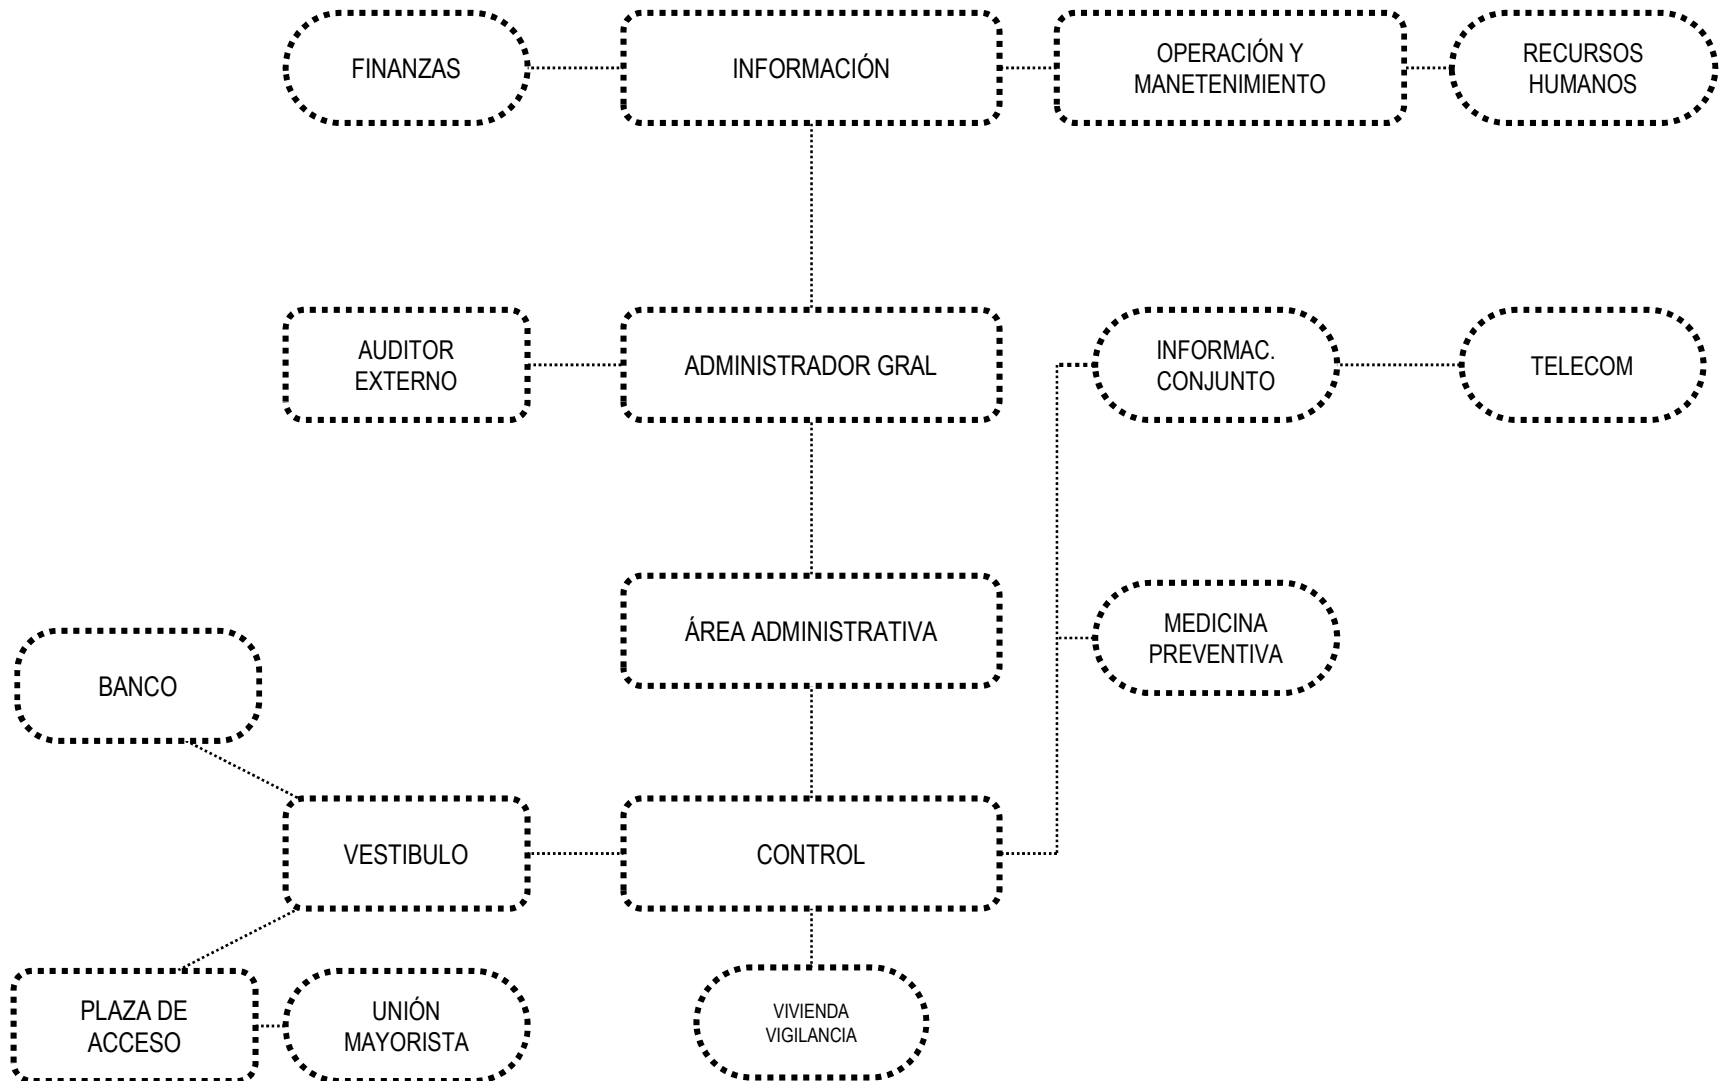 FINANZAS
INFORMACIÓN
OPERACIÓN Y
MANETENIMIENTO
RECURSOS
HUMANOS
AUDITOR
EXTERNO
ADMINISTRADOR GRAL
INFORMAC.
CONJUNTO
TELECOM
ÁREA ADMINISTRATIVA
MEDICINA
PREVENTIVA
BANCO
VESTIBULO
CONTROL
PLAZA DE
ACCESO
UNIÓN
MAYORISTA
VIVIENDA
VIGILANCIA